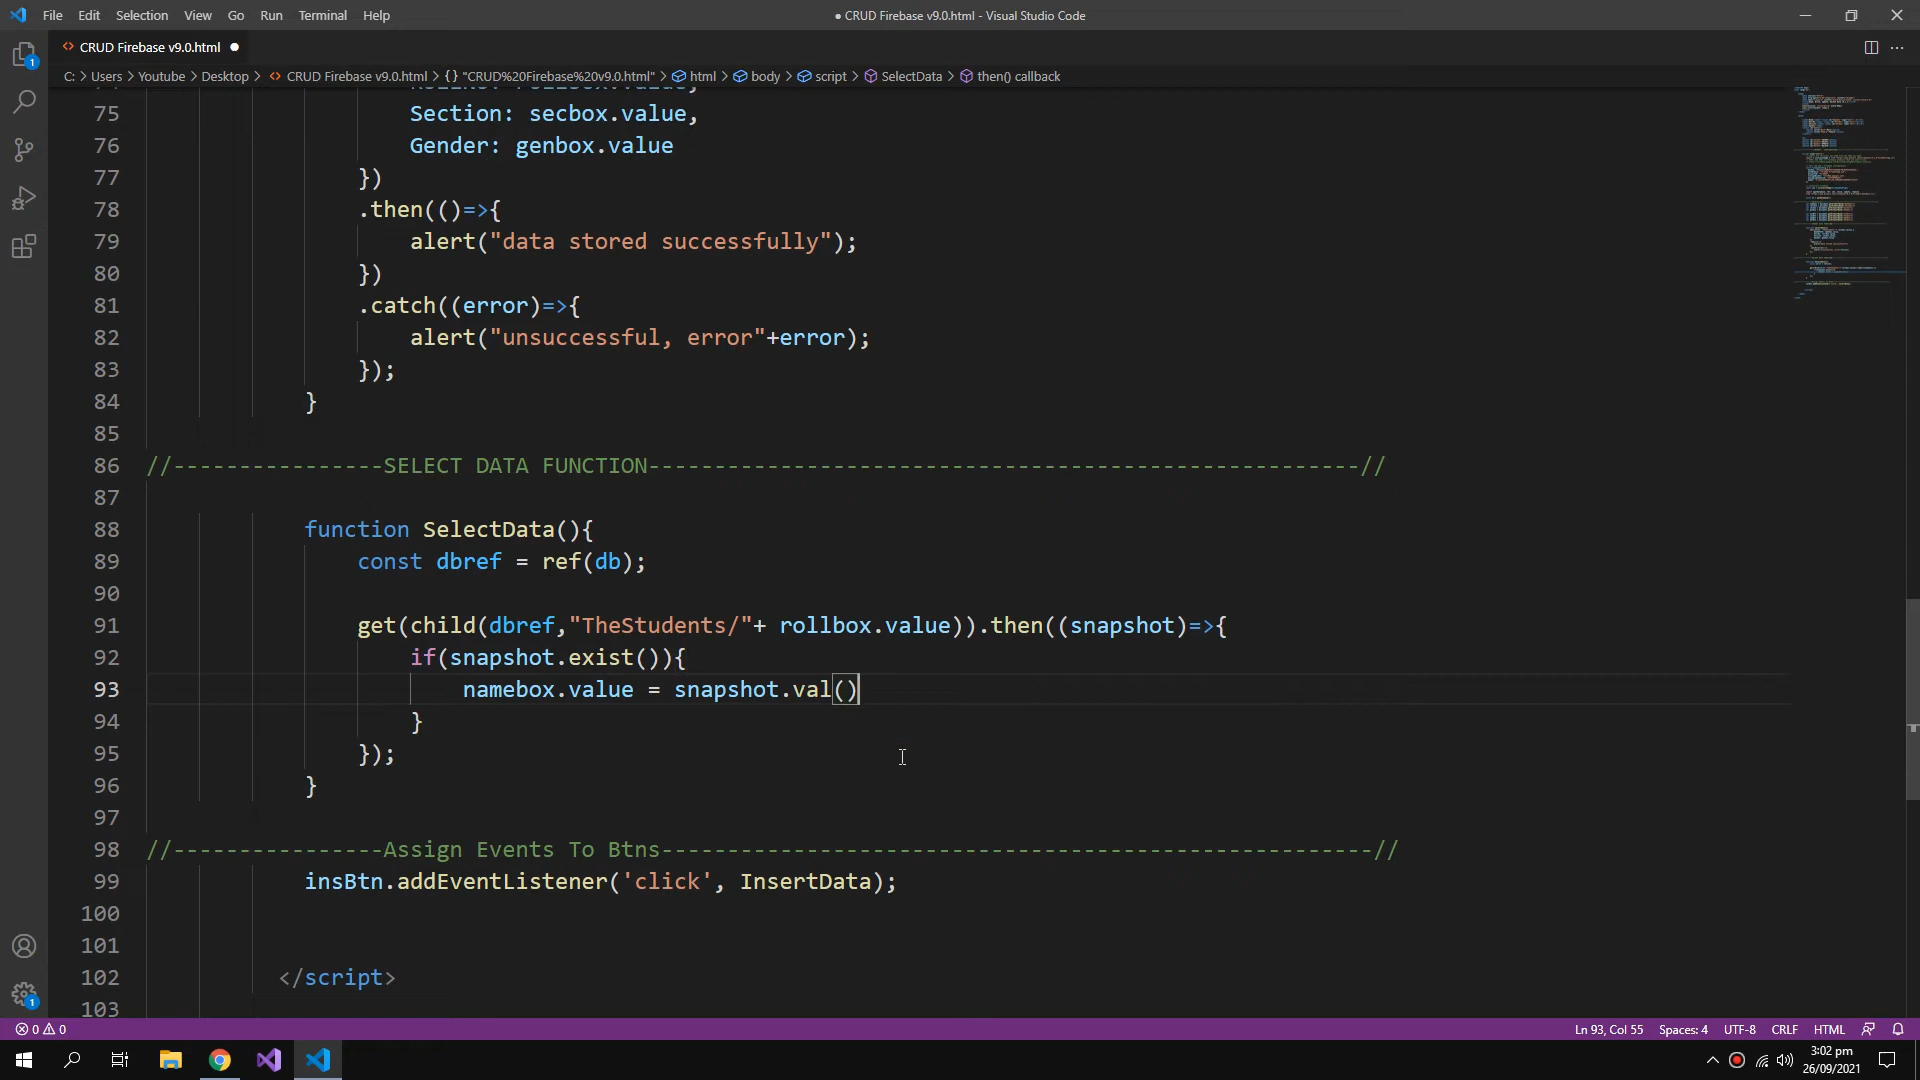 File Edit Selection View Go Run Terminal Help
● CRUD Firebase v9.0.html - Visual Studio Code
CRUD Firebase v9.0.html
C: > Users > Youtube > Desktop > CRUD Firebase v9.0.html > {} "CRUD%20Firebase%20v9.0.html" > html > body > script > SelectData > then() callback
75 Section: secbox.value,
76 Gender: genbox.value
77 })
78 .then(()=>{
79 alert("data stored successfully");
80 })
81 .catch((error)=>{
82 alert("unsuccessful, error"+error);
83 });
84 }
85
86 //----------------SELECT DATA FUNCTION------------------------------------------------------//
87
88 function SelectData(){
89 const dbref = ref(db);
90
91 get(child(dbref,"TheStudents/"+ rollbox.value)).then((snapshot)=>{
92 if(snapshot.exist()){
93 namebox.value = snapshot.val()
94 }
95 });
96 }
97
98 //----------------Assign Events To Btns------------------------------------------------------//
99 insBtn.addEventListener('click', InsertData);
100
101
102 </script>
103
1
1
0 0
Ln 93, Col 55 Spaces: 4 UTF-8 CRLF HTML
3:02 pm
26/09/2021